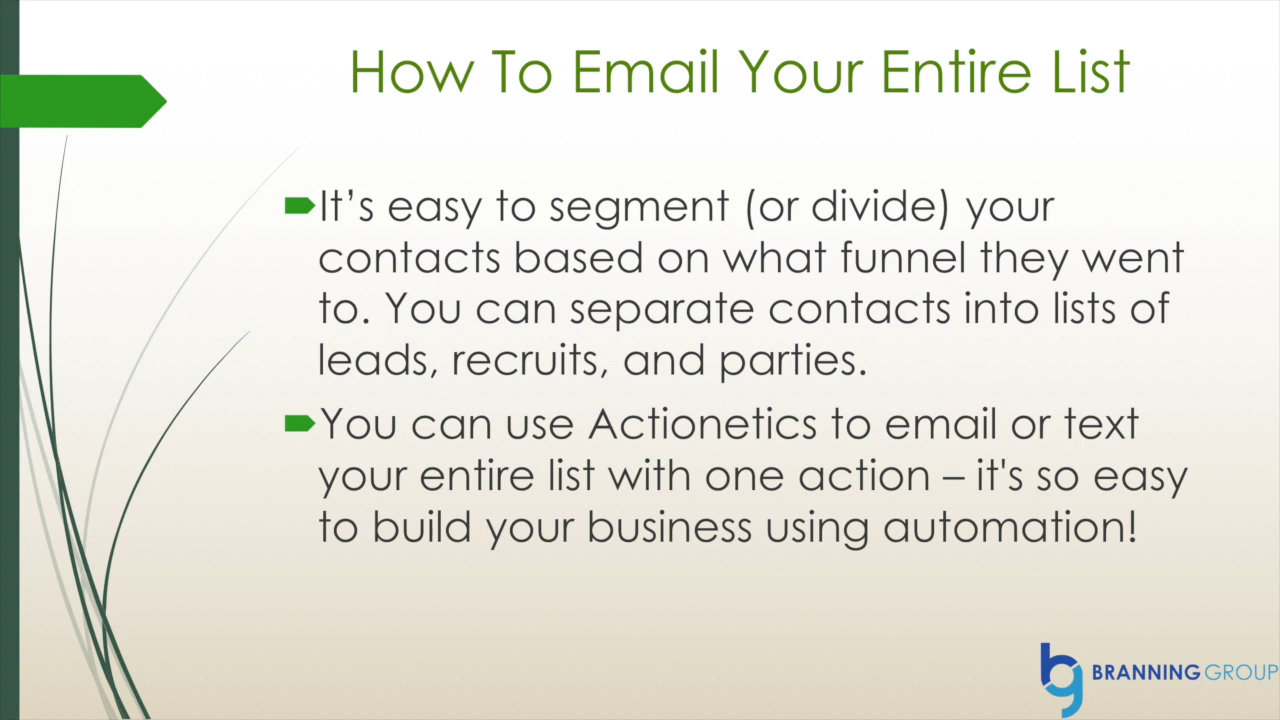 How To Email Your Entire List
It’s easy to segment (or divide) your
contacts based on what funnel they went
to. You can separate contacts into lists of
leads, recruits, and parties.
You can use Actionetics to email or text
your entire list with one action – it's so easy
to build your business using automation!
bg BRANNING GROUP